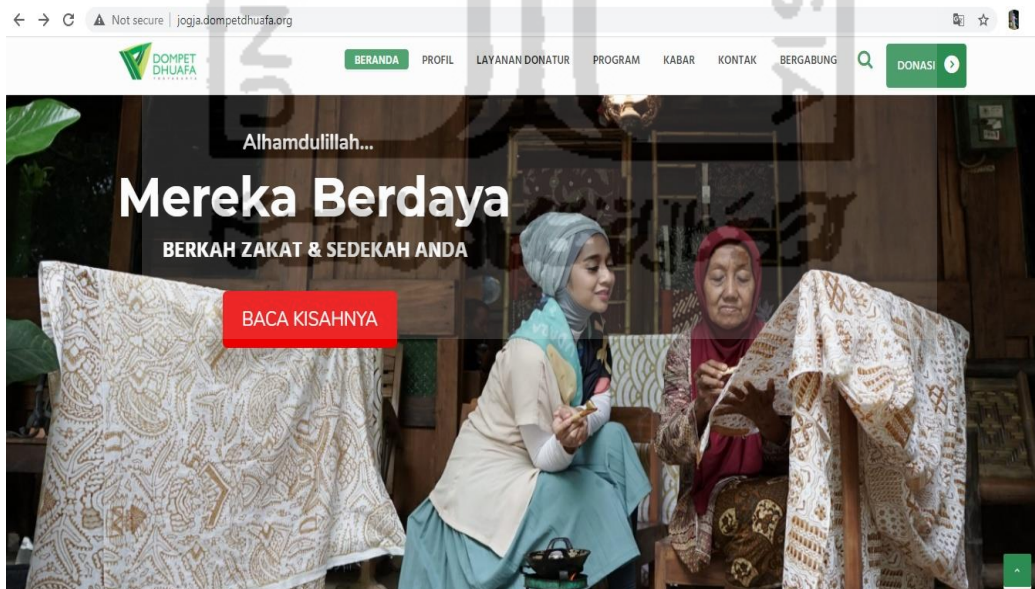 Not secure | jogja.dompetdhuafa.org
DOMPET
DHUAFA
YOGYAKARTA
BERANDA PROFIL LAYANAN DONATUR PROGRAM KABAR KONTAK BERGABUNG DONASI
Alhamdulillah...
Mereka Berdaya
BERKAH ZAKAT & SEDEKAH ANDA
BACA KISAHNYA